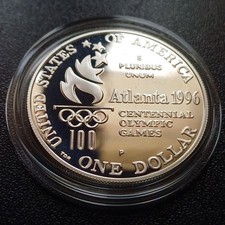 UNITED STATES OF AMERICA
E
PLURIBUS
UNUM
Atlanta 1996
CENTENNIAL
OLYMPIC
GAMES
100
P
ONE DOLLAR